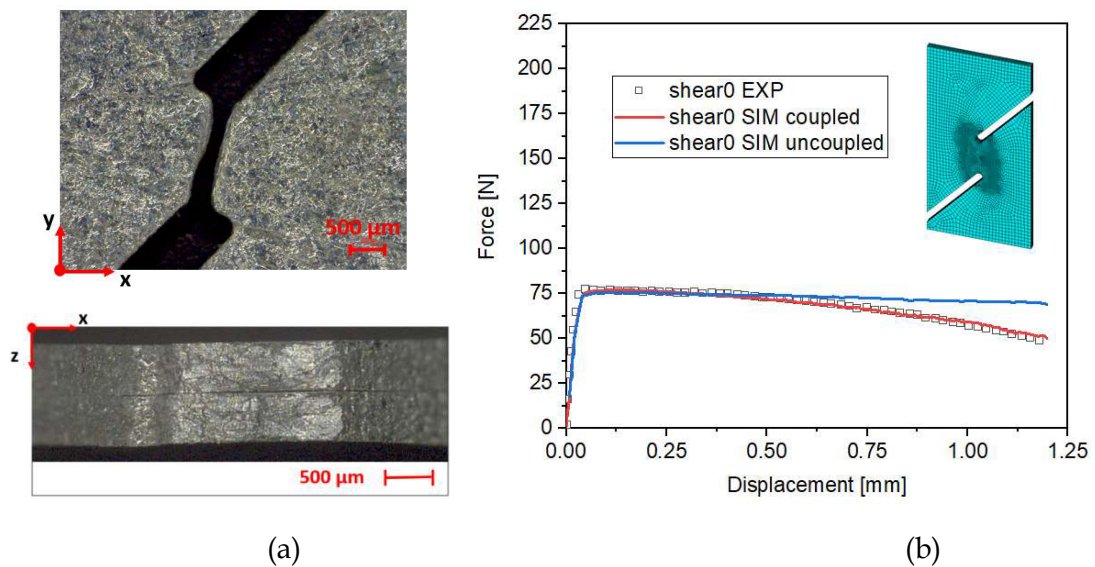 y
x
500 µm
x
z
500 µm
(a)
225
200
175
150
125
100
75
50
25
0
Force [N]
shear0 EXP
shear0 SIM coupled
shear0 SIM uncoupled
0.00 0.25 0.50 0.75 1.00 1.25
Displacement [mm]
(b)